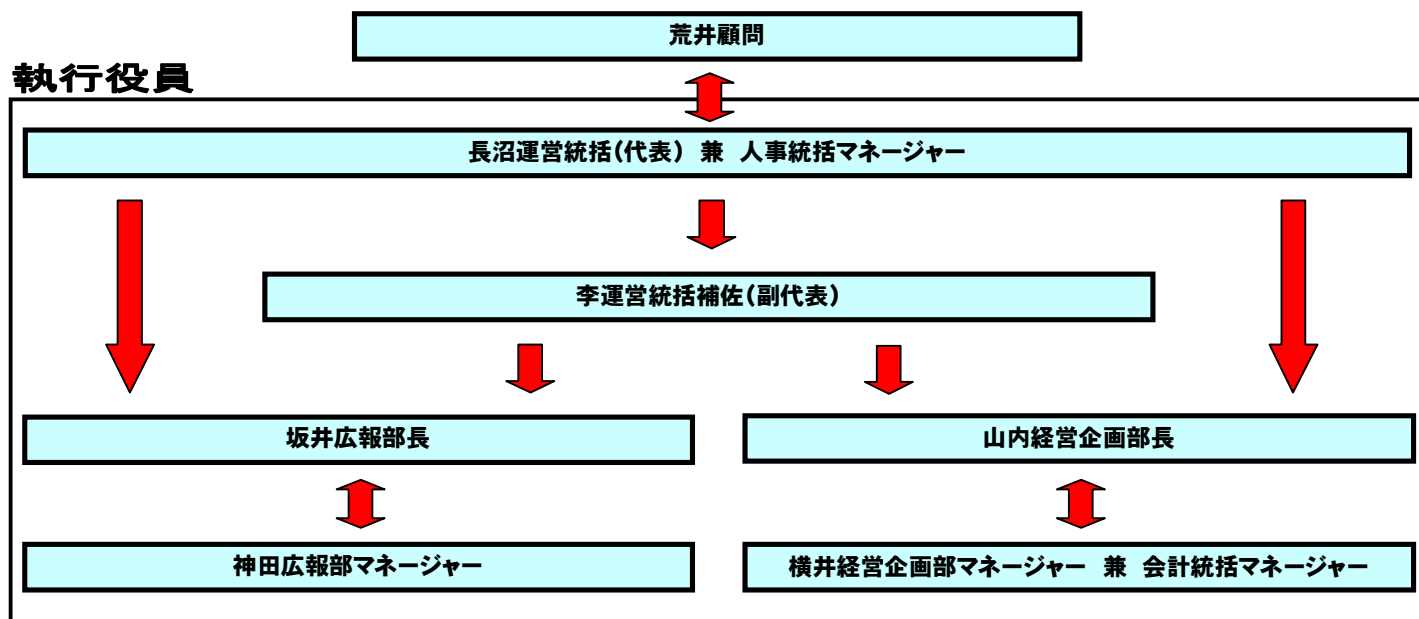 荒井顧問
執行役員
長沼運営統括(代表) 兼 人事統括マネージャー
李運営統括補佐(副代表)
坂井広報部長
山内経営企画部長
神田広報部マネージャー
横井経営企画部マネージャー 兼 会計統括マネージャー